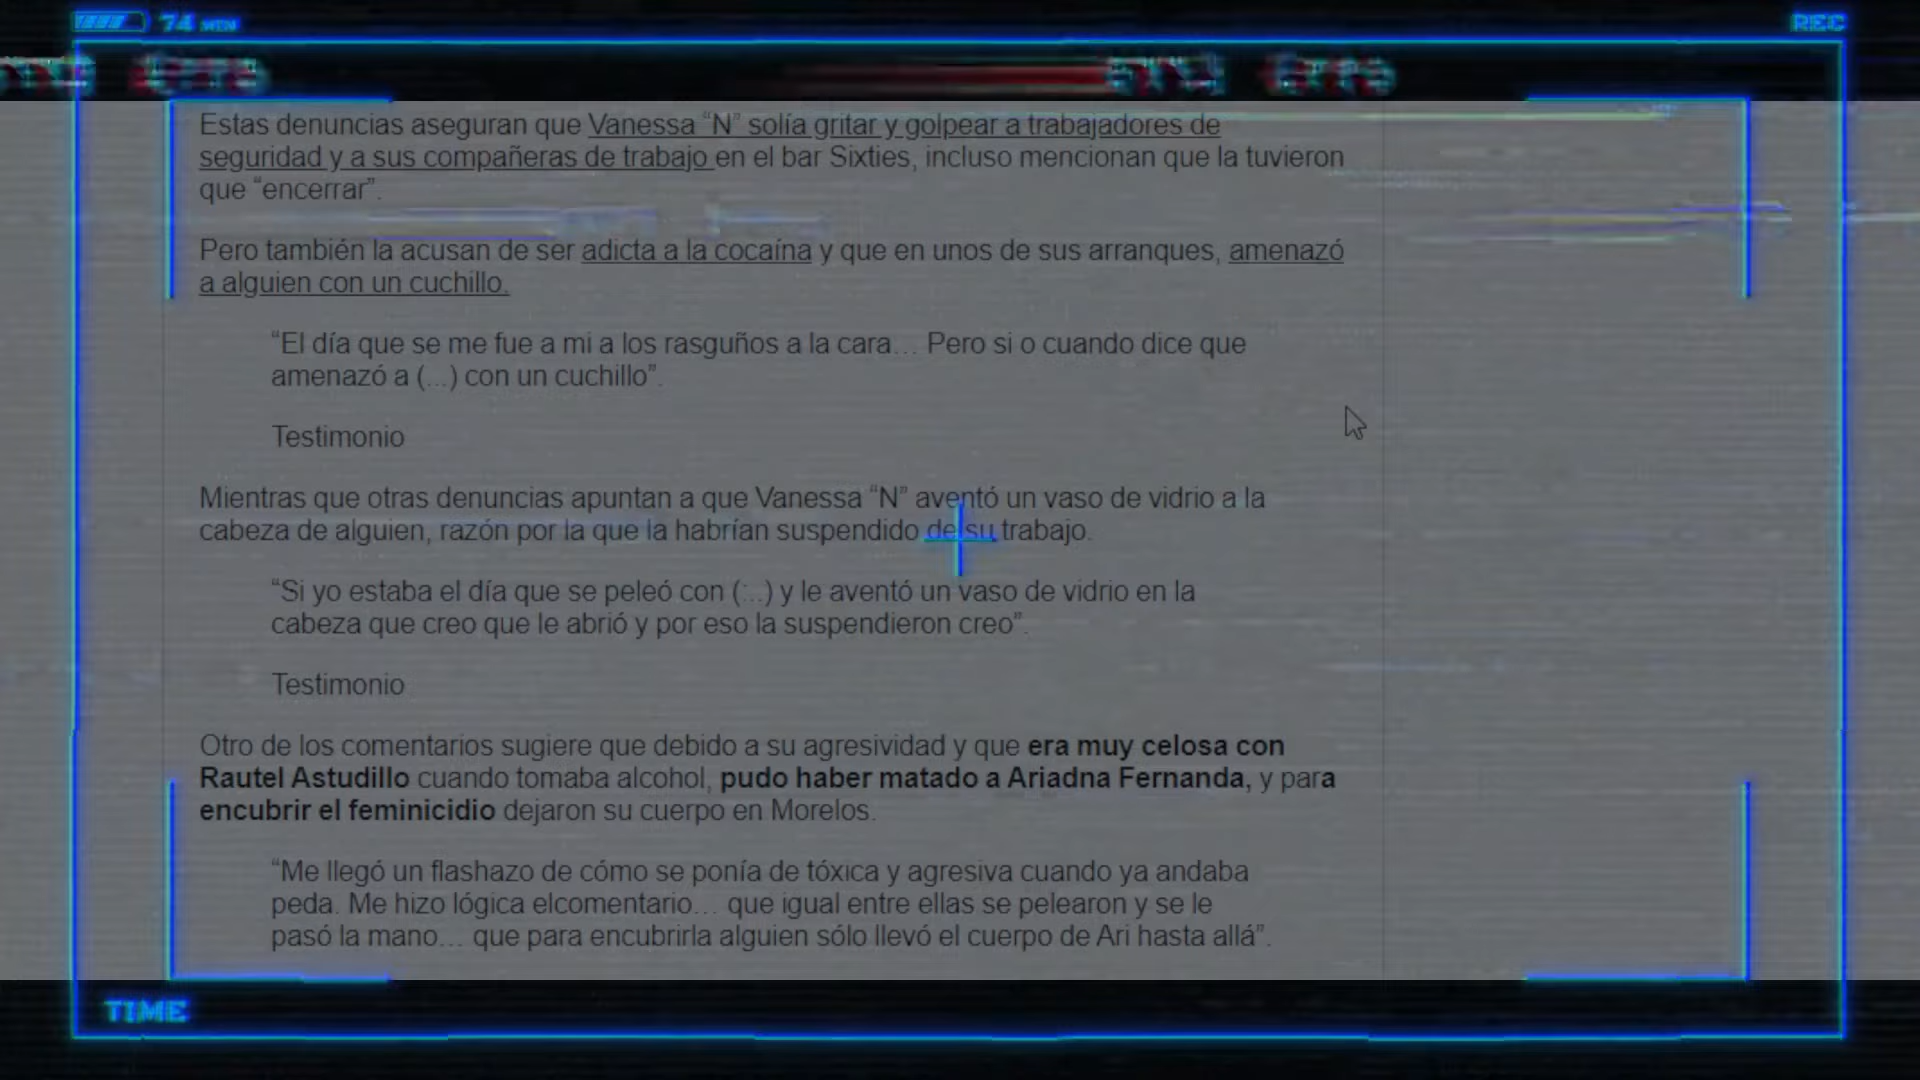 74 MIN
REC
Estas denuncias aseguran que Vanessa “N” solía gritar y golpear a trabajadores de
seguridad y a sus compañeras de trabajo en el bar Sixties, incluso mencionan que la tuvieron
que “encerrar”.
Pero también la acusan de ser adicta a la cocaína y que en unos de sus arranques, amenazó
a alguien con un cuchillo.
“El día que se me fue a mi a los rasguños a la cara… Pero si o cuando dice que
amenazó a (...) con un cuchillo”.
Testimonio
Mientras que otras denuncias apuntan a que Vanessa “N” aventó un vaso de vidrio a la
cabeza de alguien, razón por la que la habrían suspendido de su trabajo.
“Si yo estaba el día que se peleó con (:..) y le aventó un vaso de vidrio en la
cabeza que creo que le abrió y por eso la suspendieron creo”.
Testimonio
Otro de los comentarios sugiere que debido a su agresividad y que era muy celosa con
Rautel Astudillo cuando tomaba alcohol, pudo haber matado a Ariadna Fernanda, y para
encubrir el feminicidio dejaron su cuerpo en Morelos.
“Me llegó un flashazo de cómo se ponía de tóxica y agresiva cuando ya andaba
peda. Me hizo lógica elcomentario… que igual entre ellas se pelearon y se le
pasó la mano… que para encubrirla alguien sólo llevó el cuerpo de Ari hasta allá”.
TIME